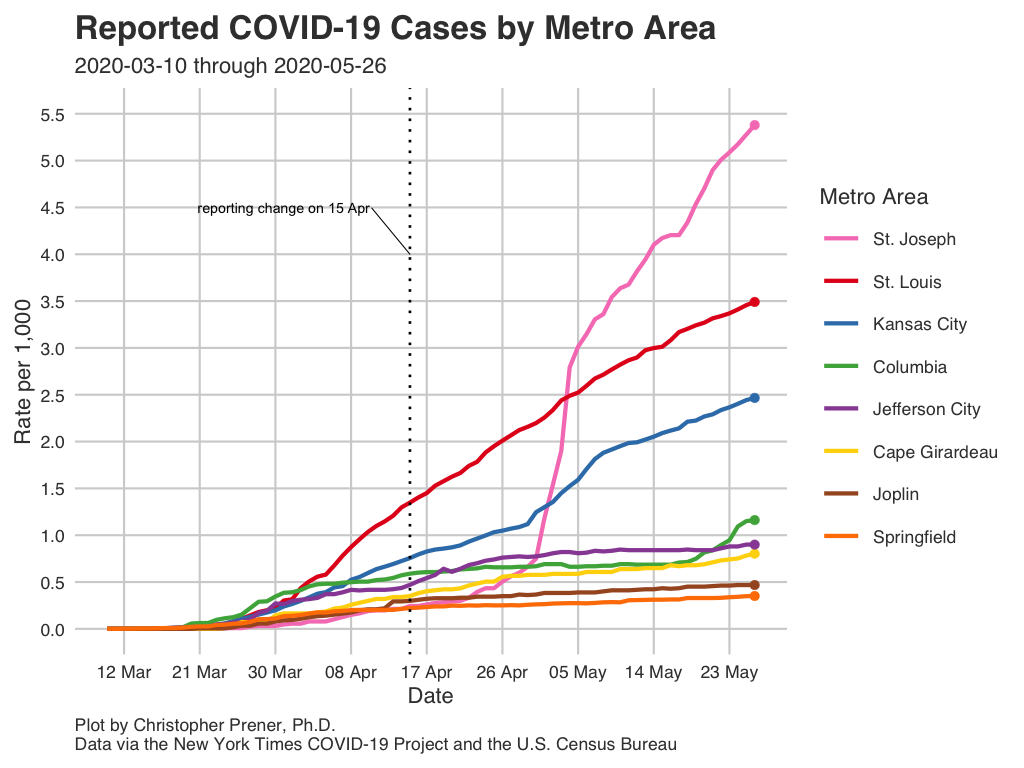 Reported COVID-19 Cases by Metro Area
2020-03-10 through 2020-05-26
Rate per 1,000
5.5
5.0
4.5
4.0
3.5
3.0
2.5
2.0
1.5
1.0
0.5
0.0
reporting change on 15 Apr
12 Mar 21 Mar 30 Mar 08 Apr 17 Apr 26 Apr 05 May 14 May 23 May
Date
Metro Area
St. Joseph
St. Louis
Kansas City
Columbia
Jefferson City
Cape Girardeau
Joplin
Springfield
Plot by Christopher Prener, Ph.D.
Data via the New York Times COVID-19 Project and the U.S. Census Bureau